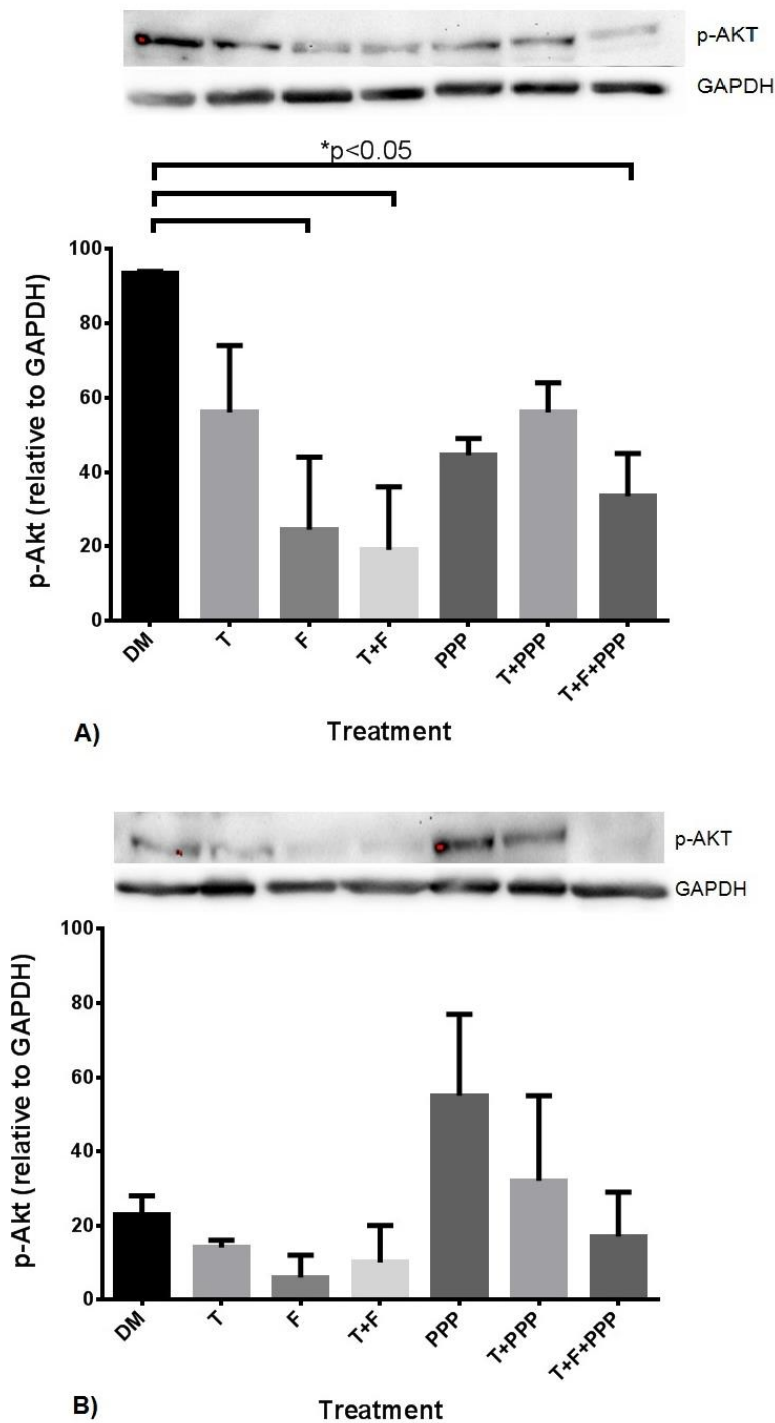 p-AKT
GAPDH
*p<0.05
100
80
60
40
20
0
p-Akt (relative to GAPDH)
DM
T
F
T+F
PPP
T+PPP
T+F+PPP
A)
Treatment
p-AKT
GAPDH
100
80
60
40
20
0
p-Akt (relative to GAPDH)
DM
T
F
T+F
PPP
T+PPP
T+F+PPP
B)
Treatment